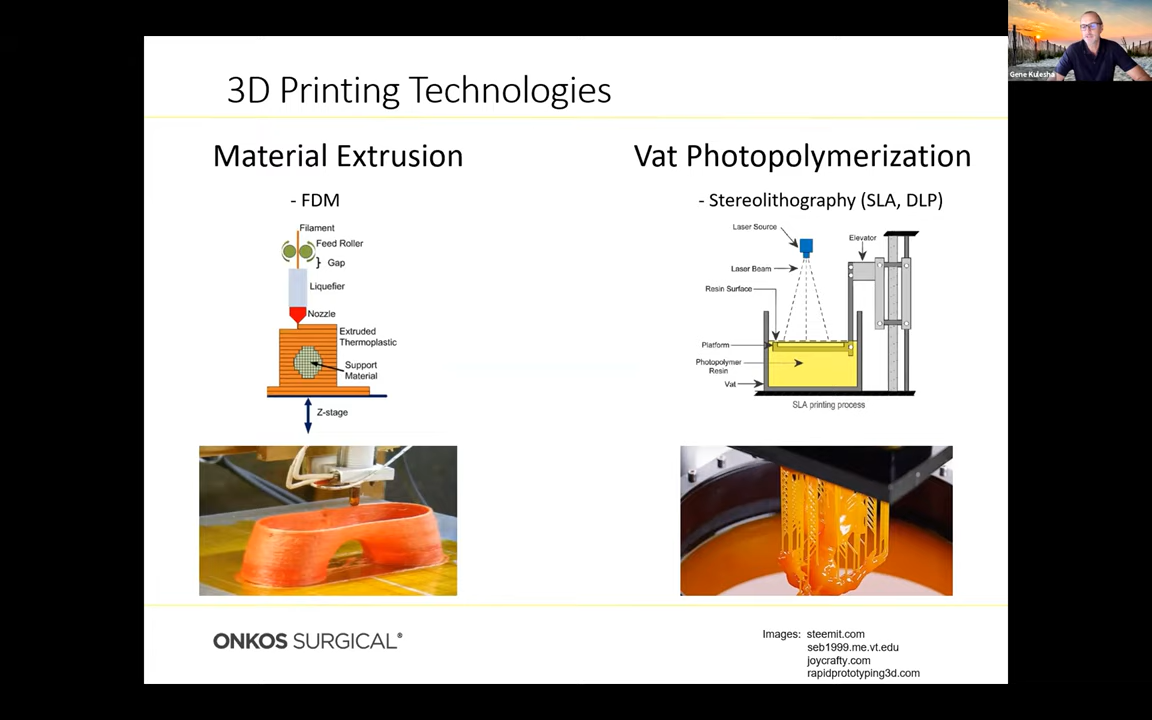 Gene Kulesha
3D Printing Technologies
Material Extrusion
- FDM
Filament
Feed Roller
} Gap
Liquefier
Nozzle
Extruded
Thermoplastic
Support
Material
Z-stage
Vat Photopolymerization
- Stereolithography (SLA, DLP)
Laser Source
Elevator
Laser Beam
Resin Surface
Platform
Photopolymer
Resin
Vat
SLA printing process
ONKOS SURGICAL®
Images: steemit.com
seb1999.me.vt.edu
joycrafty.com
rapidprototyping3d.com